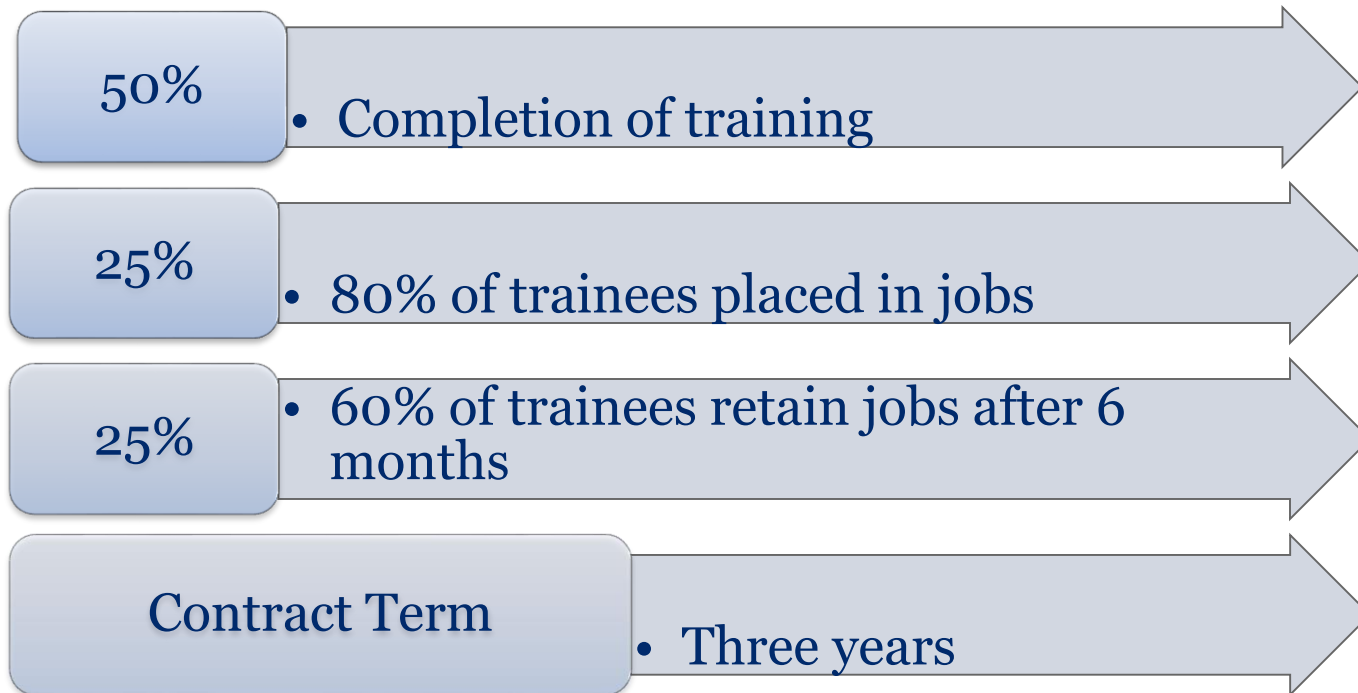 50%
• Completion of training
25%
• 80% of trainees placed in jobs
25%
• 60% of trainees retain jobs after 6
months
Contract Term
• Three years